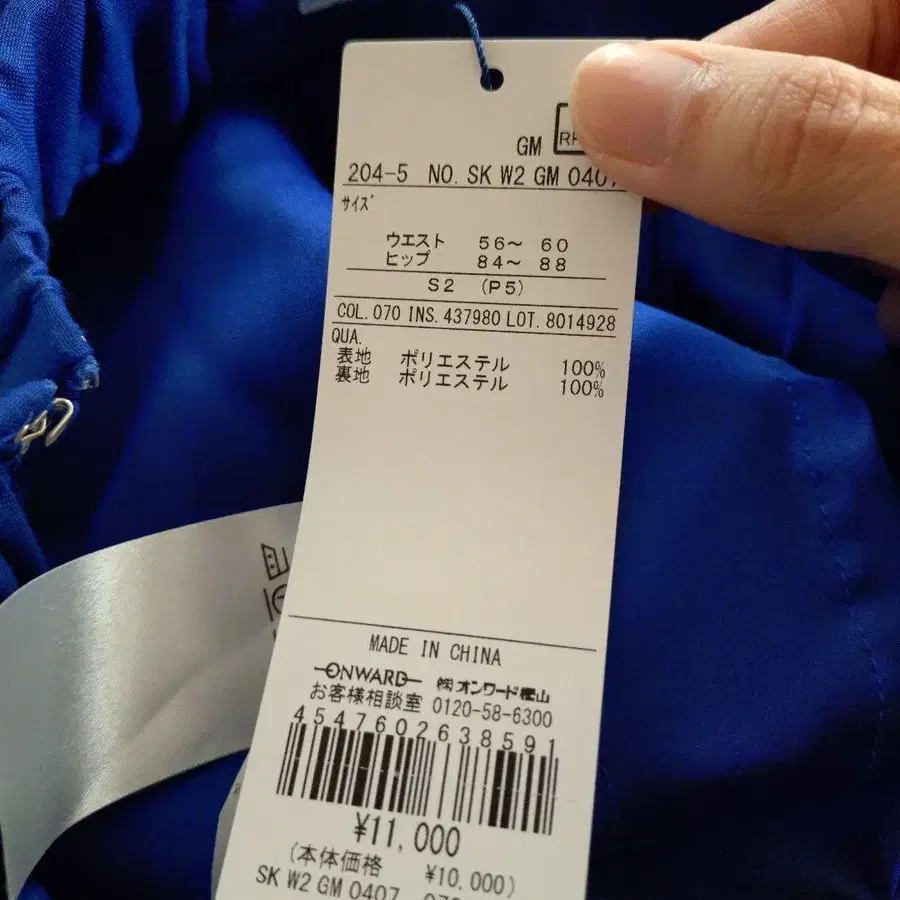 GM
204-5 NO. SK W2 GM 0407
サイズ
ウエスト 56~ 60
ヒップ 84~ 88
S2 (P5)
COL. 070 INS. 437980 LOT. 8014928
QUA.
表地 ポリエステル 100%
裏地 ポリエステル 100%
MADE IN CHINA
ONWARD ㈱オンワード樫山
お客様相談室 0120-58-6300
4547602638591
¥11,000
(本体価格 ¥10,000)
SK W2 GM 0407